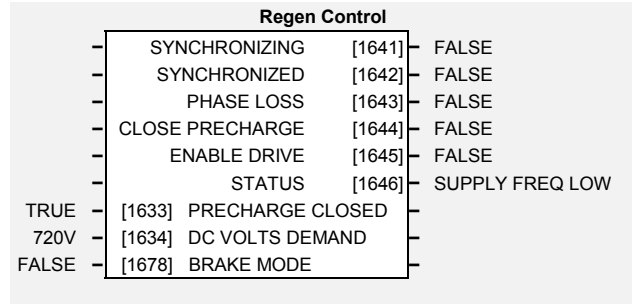 Regen Control
SYNCHRONIZING [1641] FALSE
SYNCHRONIZED [1642] FALSE
PHASE LOSS [1643] FALSE
CLOSE PRECHARGE [1644] FALSE
ENABLE DRIVE [1645] FALSE
STATUS [1646] SUPPLY FREQ LOW
TRUE [1633] PRECHARGE CLOSED
720V [1634] DC VOLTS DEMAND
FALSE [1678] BRAKE MODE